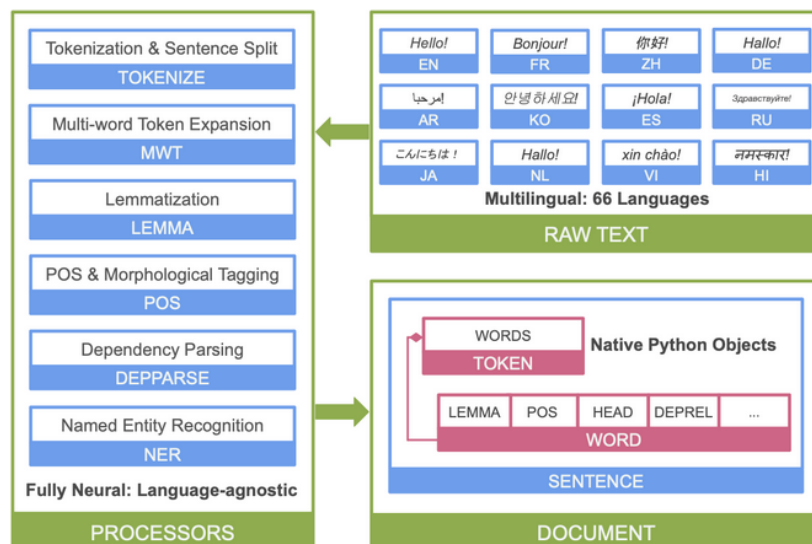 Tokenization & Sentence Split
TOKENIZE
Multi-word Token Expansion
MWT
Lemmatization
LEMMA
POS & Morphological Tagging
POS
Dependency Parsing
DEPPARSE
Named Entity Recognition
NER
Fully Neural: Language-agnostic
PROCESSORS
Hello!
EN
Bonjour!
FR
你好!
ZH
Hallo!
DE
مرحبا!
AR
안녕하세요!
KO
¡Hola!
ES
Здравствуйте!
RU
こんにちは！
JA
Hallo!
NL
xin chào!
VI
नमस्कार!
HI
Multilingual: 66 Languages
RAW TEXT
WORDS
TOKEN
Native Python Objects
LEMMA POS HEAD DEPREL ...
WORD
SENTENCE
DOCUMENT